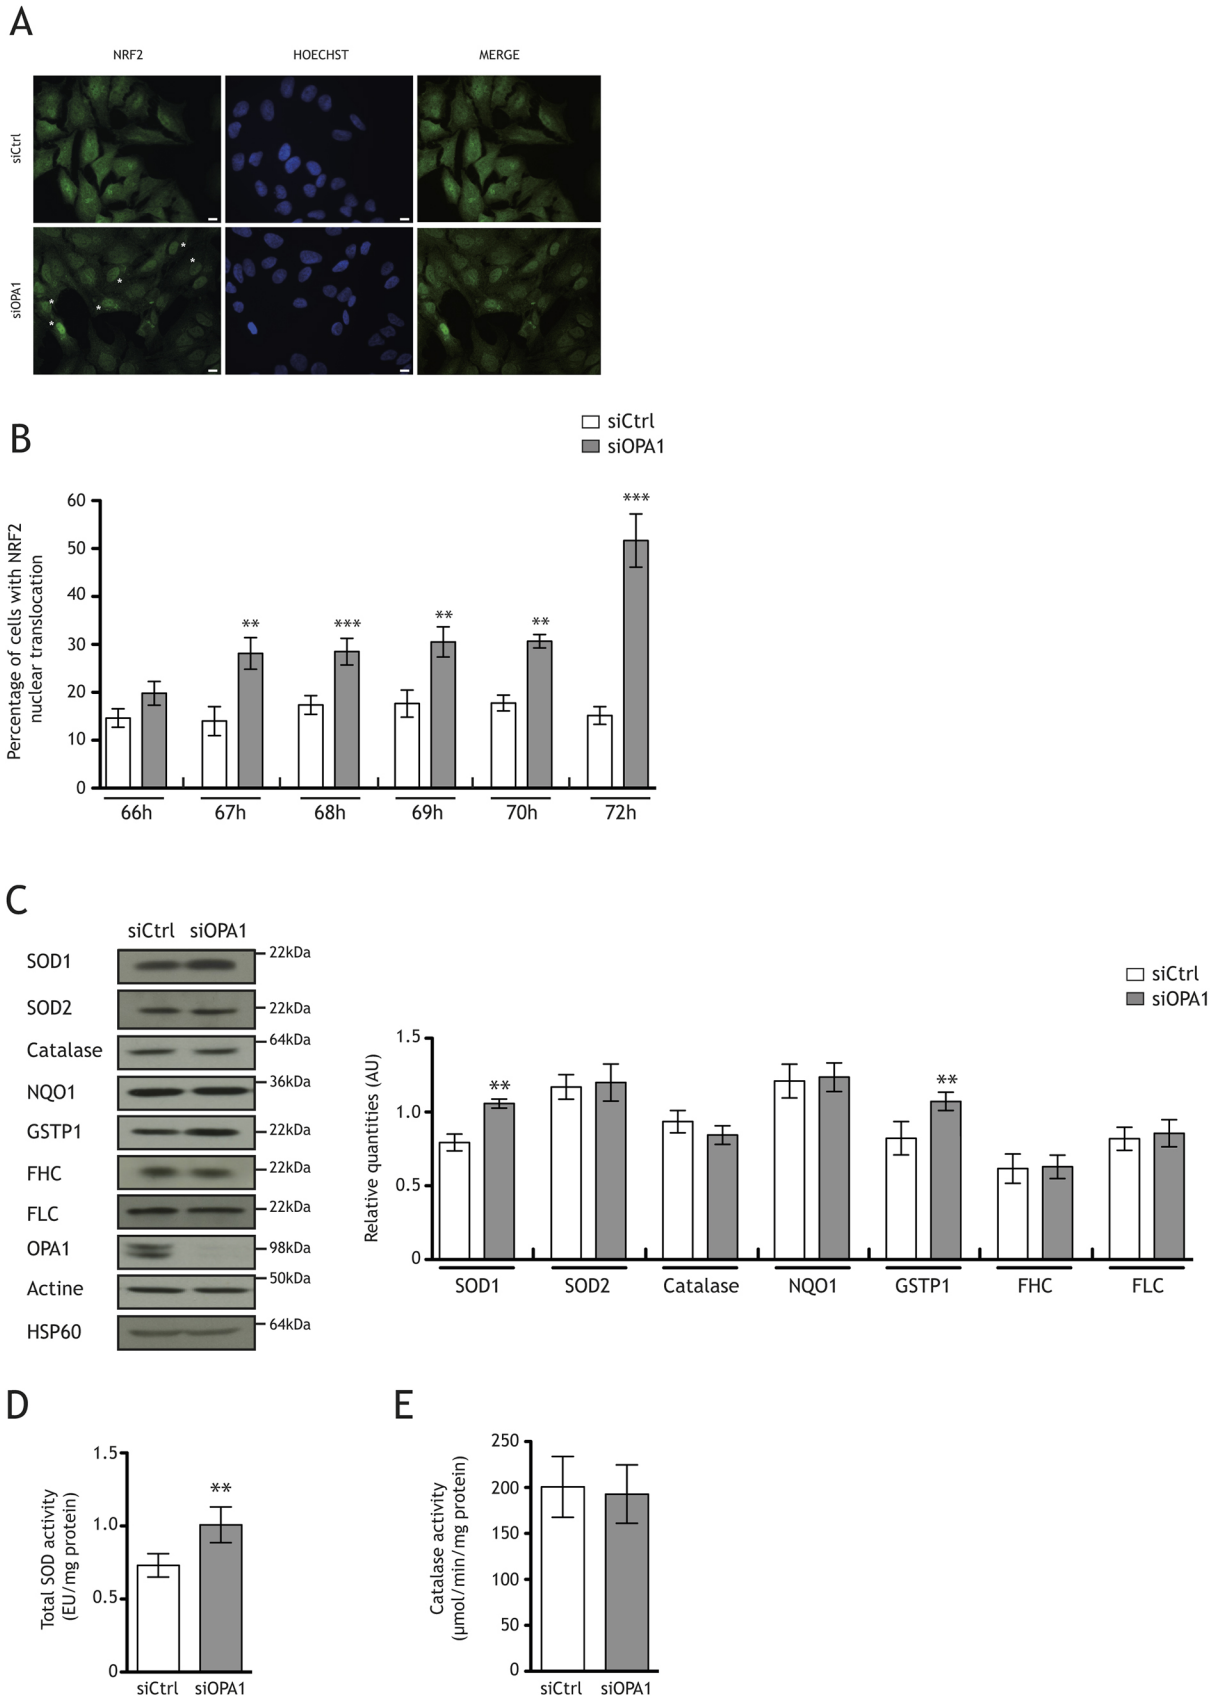 A
NRF2 HOECHST MERGE
siCtrl
siOPA1
*
*
*
*
*
*
B
siCtrl
siOPA1
Percentage of cells with NRF2
nuclear translocation
60
50
40
30
20
10
0
** *** ** ** ***
66h 67h 68h 69h 70h 72h
C
siCtrl siOPA1
SOD1 22kDa
SOD2 22kDa
Catalase 64kDa
NQO1 36kDa
GSTP1 22kDa
FHC 22kDa
FLC 22kDa
OPA1 98kDa
Actine 50kDa
HSP60 64kDa
siCtrl
siOPA1
Relative quantities (AU)
1.5
1.0
0.5
0
** **
SOD1 SOD2 Catalase NQO1 GSTP1 FHC FLC
D
Total SOD activity
(EU/mg protein)
1.5
1.0
0.5
0
**
siCtrl siOPA1
E
Catalase activity
(µmol/min/mg protein)
250
200
150
100
50
0
siCtrl siOPA1